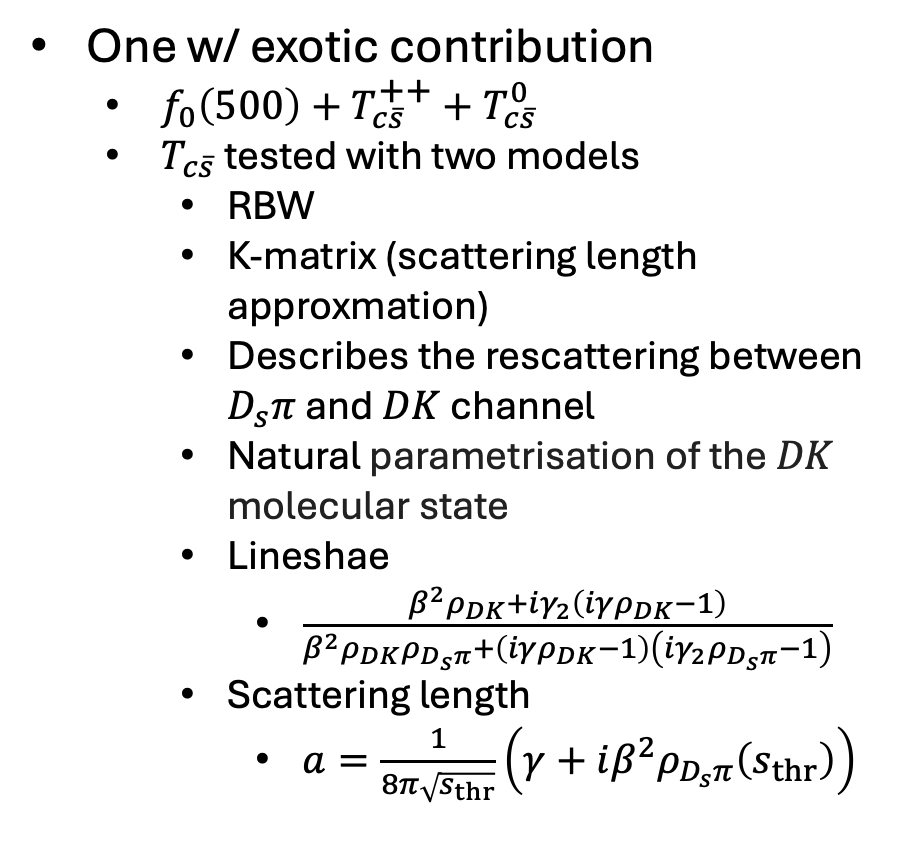 • One w/ exotic contribution
• $f_0(500) + T_{c\bar{s}}^{++} + T_{c\bar{s}}^{0}$
• $T_{c\bar{s}}$ tested with two models
• RBW
• K-matrix (scattering length
approxmation)
• Describes the rescattering between
$D_s\pi$ and $DK$ channel
• Natural parametrisation of the $DK$
molecular state
• Lineshae
• $\frac{\beta^2\rho_{DK}+i\gamma_2(i\gamma\rho_{DK}-1)}{\beta^2\rho_{DK}\rho_{D_s\pi}+(i\gamma\rho_{DK}-1)(i\gamma_2\rho_{D_s\pi}-1)}$
• Scattering length
• $a = \frac{1}{8\pi\sqrt{s_{\text{thr}}}}\left(\gamma + i\beta^2\rho_{D_s\pi}(s_{\text{thr}})\right)$